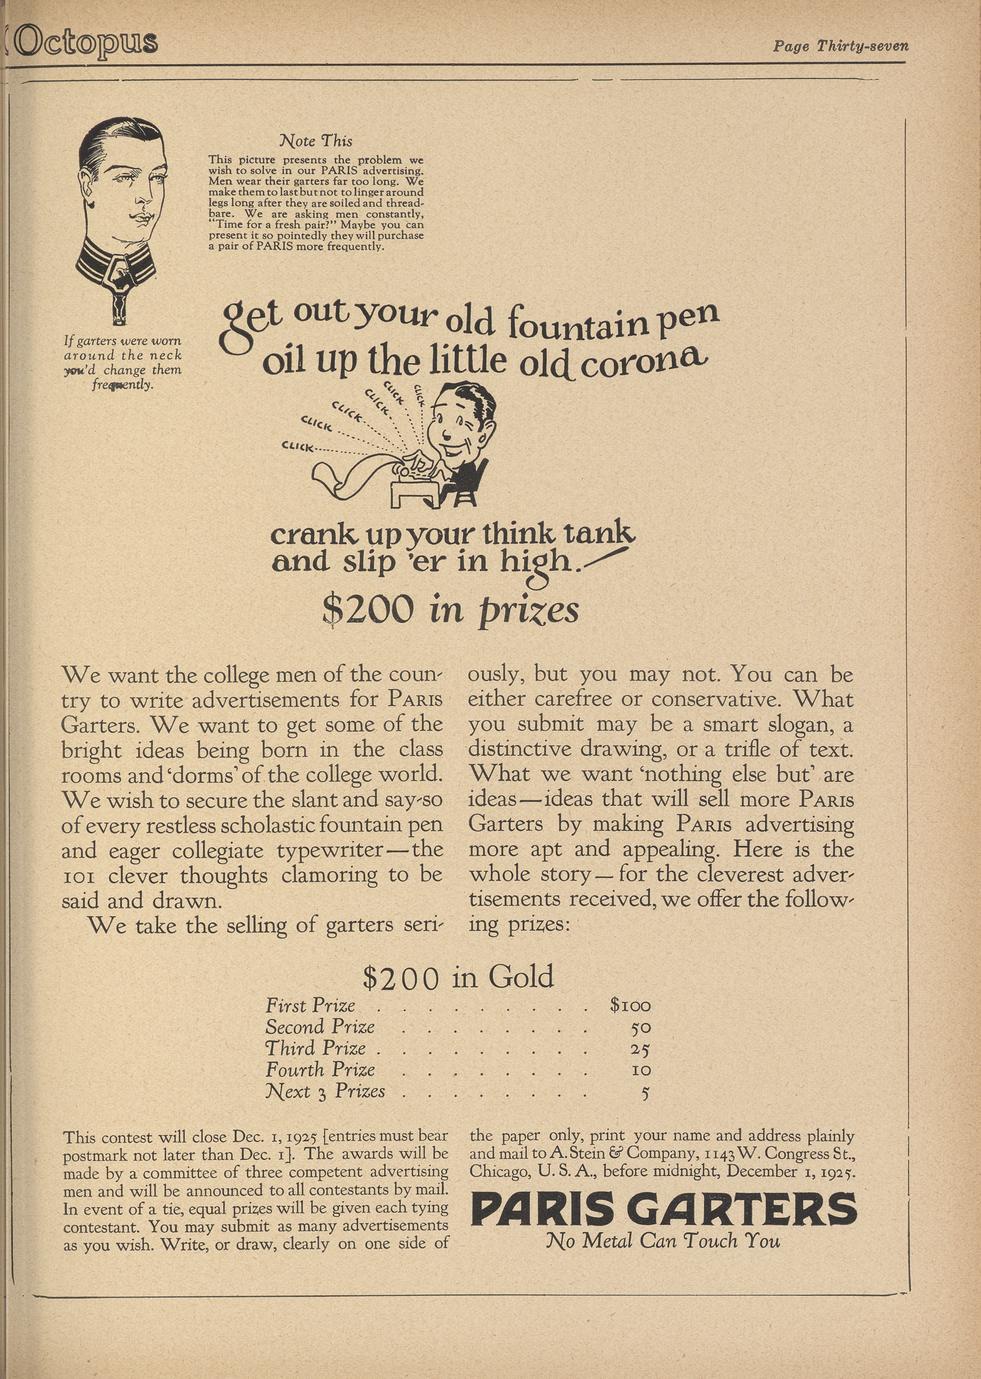 Octopus
Page Thirty-seven
Note This
This picture presents the problem we
wish to solve in our PARIS advertising.
Men wear their garters far too long. We
make them to last but not to linger around
legs long after they are soiled and thread-
bare. We are asking men constantly,
"Time for a fresh pair?" Maybe you can
present it so pointedly they will purchase
a pair of PARIS more frequently.
If garters were worn
around the neck
you'd change them
frequently.
get out your old fountain pen
oil up the little old corona
CLICK
CLICK
CLICK
CLICK
CLICK
CLICK
crank up your think tank
and slip 'er in high.
$200 in prizes
We want the college men of the coun-
try to write advertisements for PARIS
Garters. We want to get some of the
bright ideas being born in the class
rooms and 'dorms' of the college world.
We wish to secure the slant and say-so
of every restless scholastic fountain pen
and eager collegiate typewriter—the
101 clever thoughts clamoring to be
said and drawn.
We take the selling of garters seri-
ously, but you may not. You can be
either carefree or conservative. What
you submit may be a smart slogan, a
distinctive drawing, or a trifle of text.
What we want 'nothing else but' are
ideas—ideas that will sell more PARIS
Garters by making PARIS advertising
more apt and appealing. Here is the
whole story—for the cleverest adver-
tisements received, we offer the follow-
ing prizes:
$200 in Gold
First Prize . . . . . . . . . $100
Second Prize . . . . . . . . 50
Third Prize . . . . . . . . . 25
Fourth Prize . . . . . . . . 10
Next 3 Prizes . . . . . . . . 5
This contest will close Dec. 1, 1925 [entries must bear
postmark not later than Dec. 1]. The awards will be
made by a committee of three competent advertising
men and will be announced to all contestants by mail.
In event of a tie, equal prizes will be given each tying
contestant. You may submit as many advertisements
as you wish. Write, or draw, clearly on one side of
the paper only, print your name and address plainly
and mail to A. Stein & Company, 1143 W. Congress St.,
Chicago, U. S. A., before midnight, December 1, 1925.
PARIS GARTERS
No Metal Can Touch You